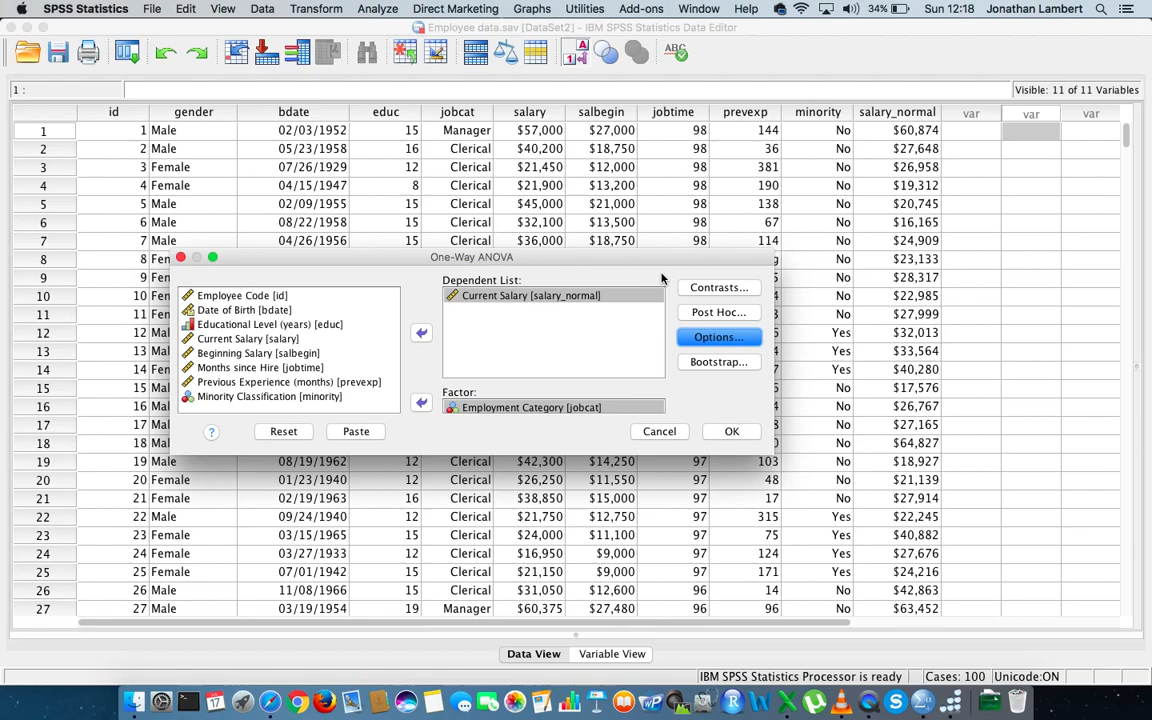 SPSS Statistics File Edit View Data Transform Analyze Direct Marketing Graphs Utilities Add-ons Window Help 34% Sun 12:18 Jonathan Lambert
Employee data.sav [DataSet2] - IBM SPSS Statistics Data Editor
1 : Visible: 11 of 11 Variables
id gender bdate educ jobcat salary salbegin jobtime prevexp minority salary_normal var var var
1 1 Male 02/03/1952 15 Manager $57,000 $27,000 98 144 No $60,874
2 2 Male 05/23/1958 16 Clerical $40,200 $18,750 98 36 No $27,648
3 3 Female 07/26/1929 12 Clerical $21,450 $12,000 98 381 No $26,958
4 4 Female 04/15/1947 8 Clerical $21,900 $13,200 98 190 No $19,312
5 5 Male 02/09/1955 15 Clerical $45,000 $21,000 98 138 No $20,745
6 6 Male 08/22/1958 15 Clerical $32,100 $13,500 98 67 No $16,165
7 7 Male 04/26/1956 15 Clerical $36,000 $18,750 98 114 No $24,909
8 8 No $23,133
9 9 No $28,317
10 10 No $22,985
11 11 No $27,999
12 12 Yes $32,013
13 13 Yes $33,564
14 14 Yes $40,280
15 15 No $17,576
16 16 No $26,767
17 17 No $27,165
18 18 No $64,827
One-Way ANOVA
Employee Code [id]
Date of Birth [bdate]
Educational Level (years) [educ]
Current Salary [salary]
Beginning Salary [salbegin]
Months since Hire [jobtime]
Previous Experience (months) [prevexp]
Minority Classification [minority]
Dependent List:
Current Salary [salary_normal]
Factor:
Employment Category [jobcat]
Contrasts...
Post Hoc...
Options...
Bootstrap...
? Reset Paste Cancel OK
19 19 Male 08/19/1962 12 Clerical $42,300 $14,250 97 103 No $18,927
20 20 Female 01/23/1940 12 Clerical $26,250 $11,550 97 48 No $21,139
21 21 Female 02/19/1963 16 Clerical $38,850 $15,000 97 17 No $27,914
22 22 Male 09/24/1940 12 Clerical $21,750 $12,750 97 315 Yes $22,245
23 23 Female 03/15/1965 15 Clerical $24,000 $11,100 97 75 Yes $40,882
24 24 Female 03/27/1933 12 Clerical $16,950 $9,000 97 124 Yes $27,676
25 25 Female 07/01/1942 15 Clerical $21,150 $9,000 97 171 Yes $24,216
26 26 Male 11/08/1966 15 Clerical $31,050 $12,600 96 14 No $42,863
27 27 Male 03/19/1954 19 Manager $60,375 $27,480 96 96 No $63,452
Data View Variable View
IBM SPSS Statistics Processor is ready Cases: 100 Unicode:ON